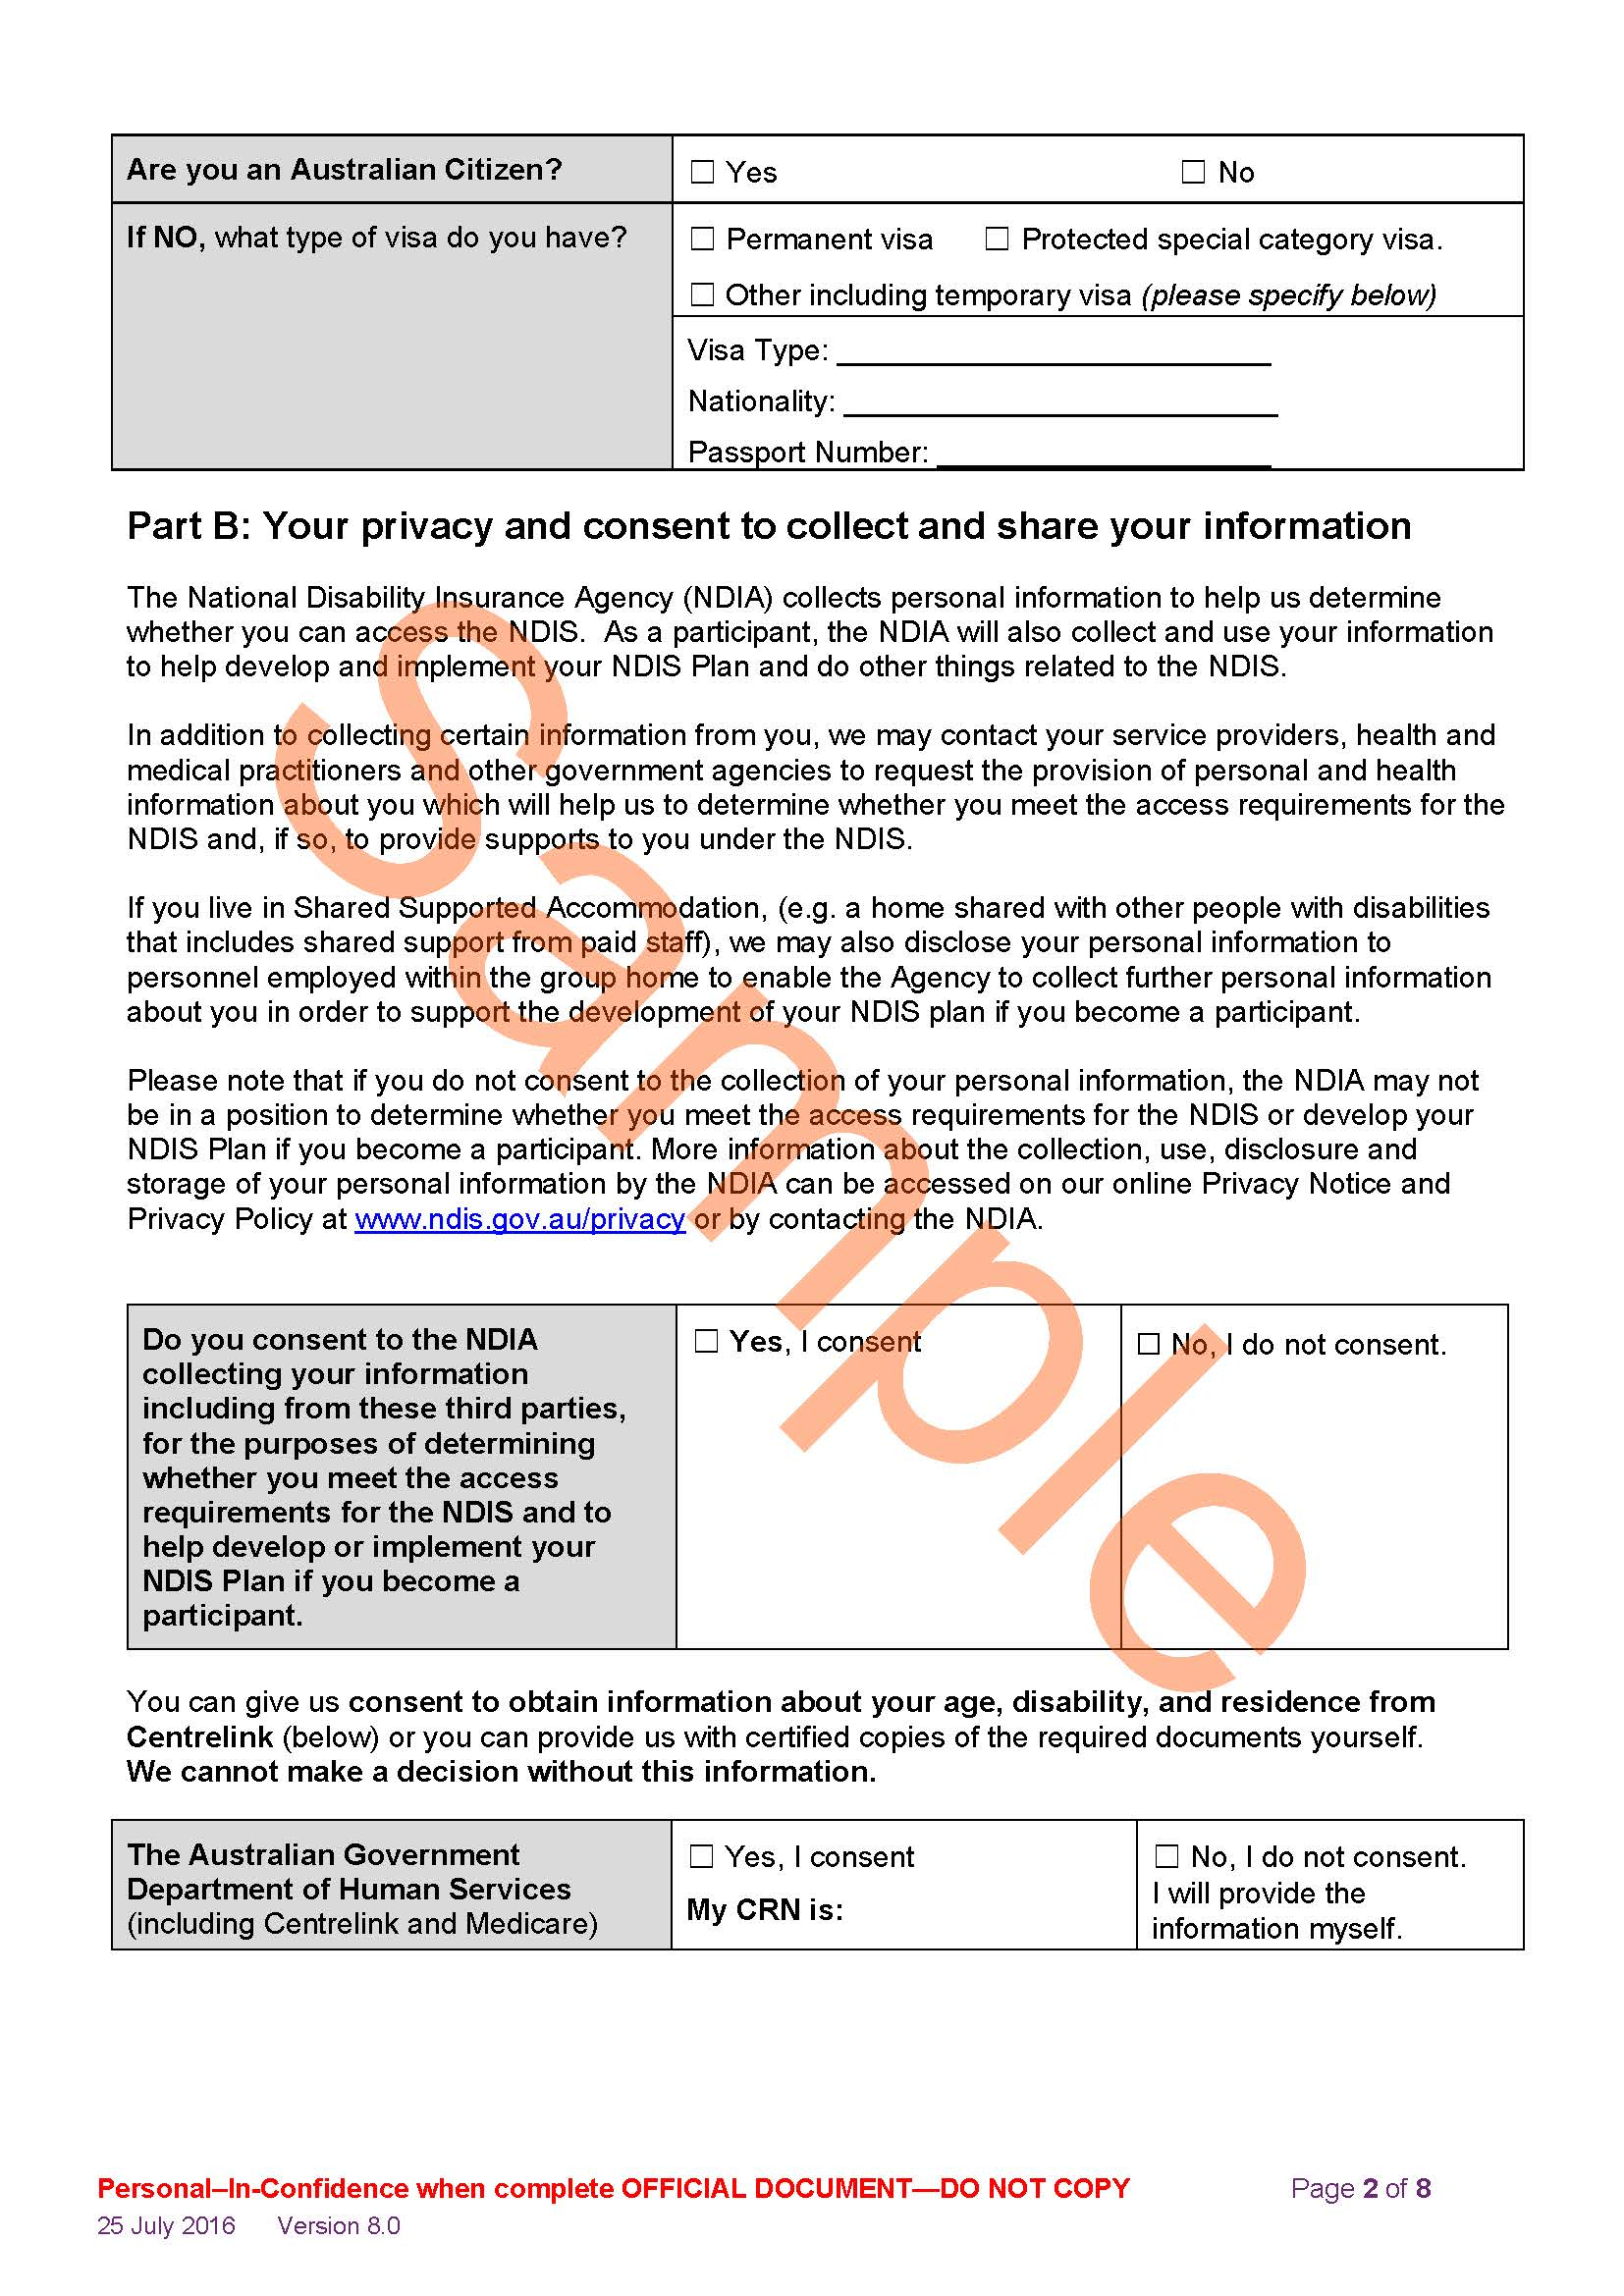 Are you an Australian Citizen? ☐ Yes ☐ No
If NO, what type of visa do you have? ☐ Permanent visa ☐ Protected special category visa.
☐ Other including temporary visa (please specify below)
Visa Type:
Nationality:
Passport Number:
Part B: Your privacy and consent to collect and share your information
The National Disability Insurance Agency (NDIA) collects personal information to help us determine
whether you can access the NDIS.  As a participant, the NDIA will also collect and use your information
to help develop and implement your NDIS Plan and do other things related to the NDIS.
In addition to collecting certain information from you, we may contact your service providers, health and
medical practitioners and other government agencies to request the provision of personal and health
information about you which will help us to determine whether you meet the access requirements for the
NDIS and, if so, to provide supports to you under the NDIS.
If you live in Shared Supported Accommodation, (e.g. a home shared with other people with disabilities
that includes shared support from paid staff), we may also disclose your personal information to
personnel employed within the group home to enable the Agency to collect further personal information
about you in order to support the development of your NDIS plan if you become a participant.
Please note that if you do not consent to the collection of your personal information, the NDIA may not
be in a position to determine whether you meet the access requirements for the NDIS or develop your
NDIS Plan if you become a participant. More information about the collection, use, disclosure and
storage of your personal information by the NDIA can be accessed on our online Privacy Notice and
Privacy Policy at www.ndis.gov.au/privacy or by contacting the NDIA.
Do you consent to the NDIA
collecting your information
including from these third parties,
for the purposes of determining
whether you meet the access
requirements for the NDIS and to
help develop or implement your
NDIS Plan if you become a
participant.
☐ Yes, I consent
☐ No, I do not consent.
You can give us consent to obtain information about your age, disability, and residence from
Centrelink (below) or you can provide us with certified copies of the required documents yourself.
We cannot make a decision without this information.
The Australian Government
Department of Human Services
(including Centrelink and Medicare)
☐ Yes, I consent
My CRN is:
☐ No, I do not consent.
I will provide the
information myself.
Sample
Personal–In-Confidence when complete OFFICIAL DOCUMENT—DO NOT COPY Page 2 of 8
25 July 2016 Version 8.0